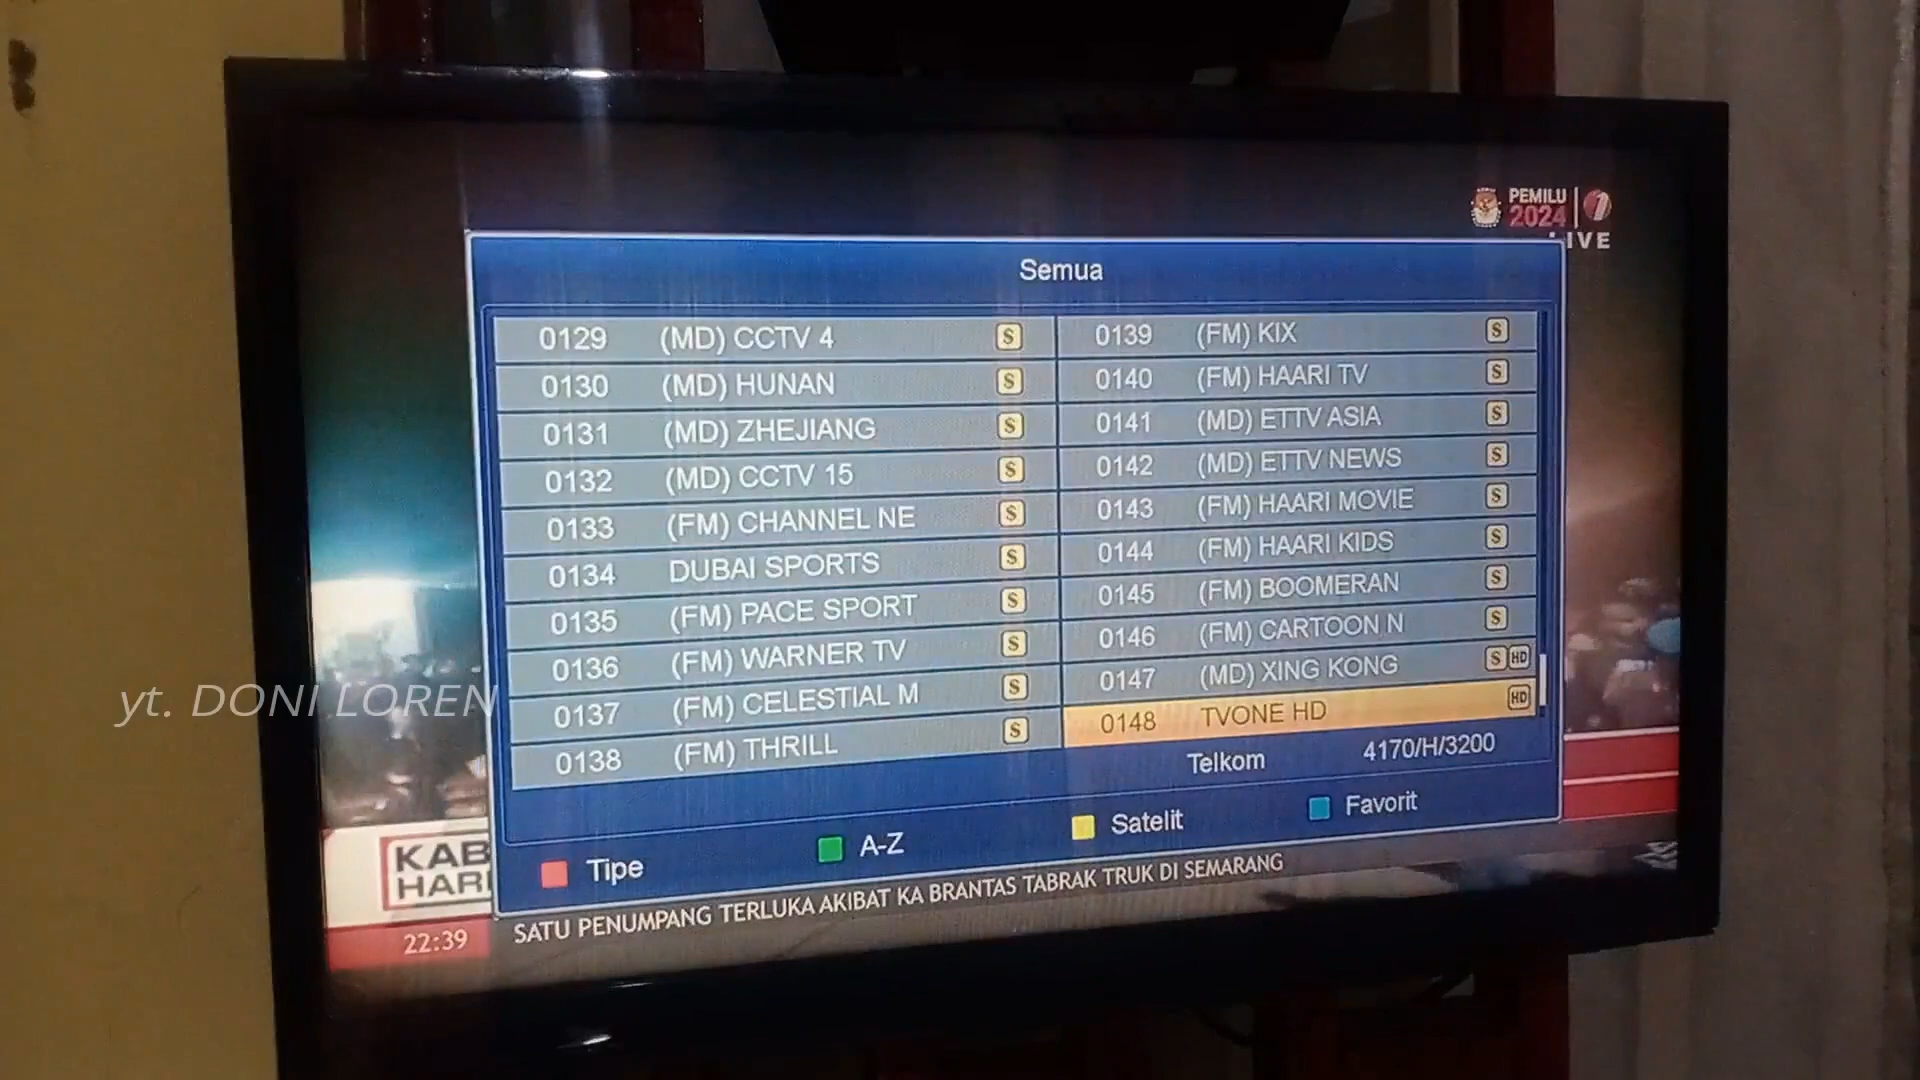 PEMILU
2024
LIVE
Semua
0129 (MD) CCTV 4 S
0130 (MD) HUNAN S
0131 (MD) ZHEJIANG S
0132 (MD) CCTV 15 S
0133 (FM) CHANNEL NE S
0134 DUBAI SPORTS S
0135 (FM) PACE SPORT S
0136 (FM) WARNER TV S
0137 (FM) CELESTIAL M S
0138 (FM) THRILL S
0139 (FM) KIX S
0140 (FM) HAARI TV S
0141 (MD) ETTV ASIA S
0142 (MD) ETTV NEWS S
0143 (FM) HAARI MOVIE S
0144 (FM) HAARI KIDS S
0145 (FM) BOOMERAN S
0146 (FM) CARTOON N S
0147 (MD) XING KONG S HD
0148 TVONE HD HD
Telkom 4170/H/3200
Tipe A-Z Satelit Favorit
yt. DONI LOREN
KAB
HARI
22:39 SATU PENUMPANG TERLUKA AKIBAT KA BRANTAS TABRAK TRUK DI SEMARANG